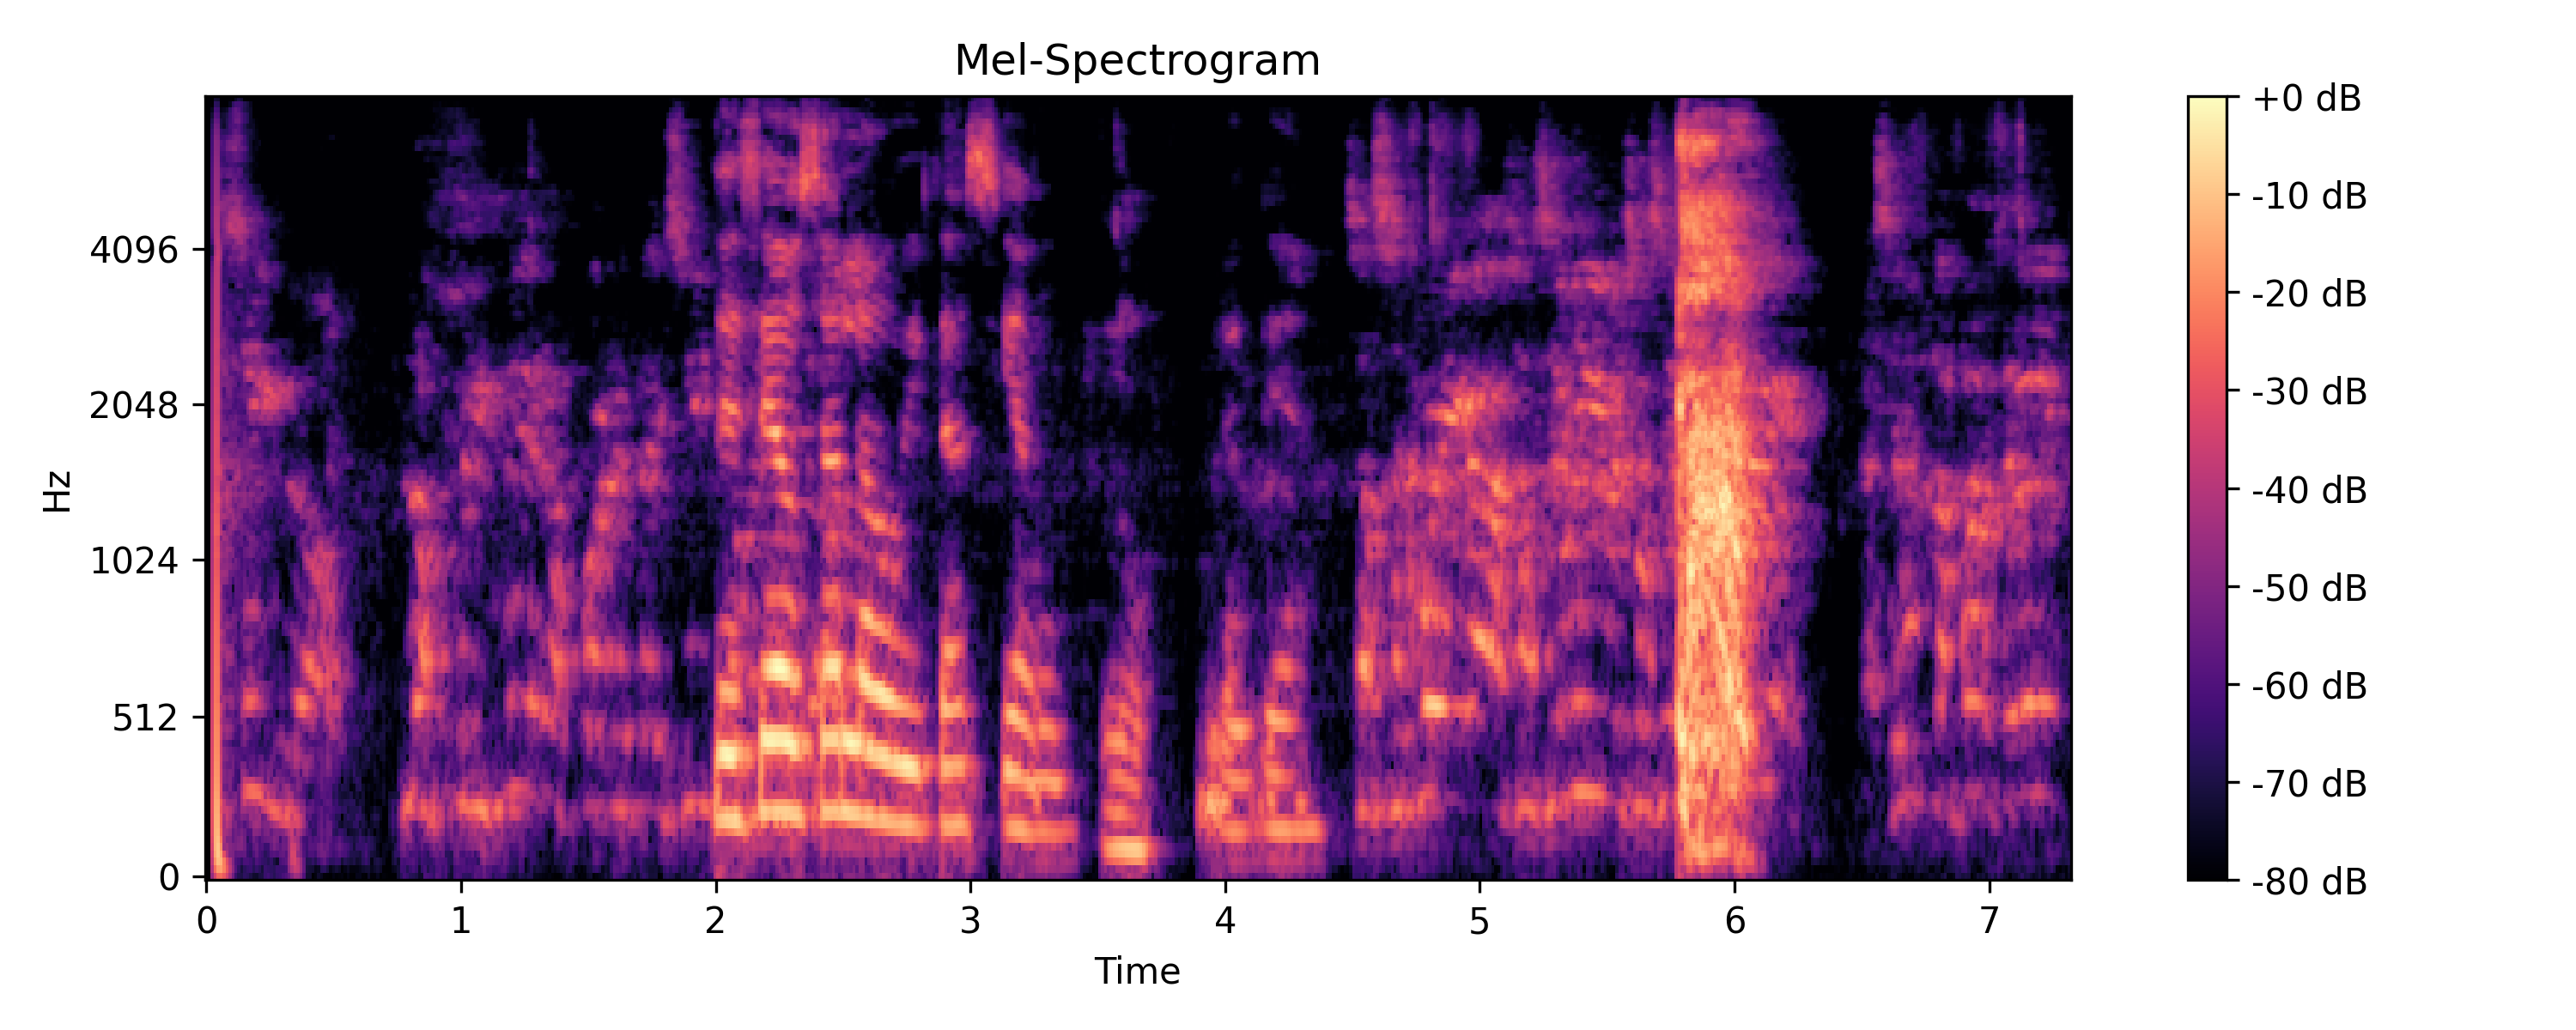 Mel-Spectrogram
Hz
4096
2048
1024
512
0
0 1 2 3 4 5 6 7
Time
+0 dB
-10 dB
-20 dB
-30 dB
-40 dB
-50 dB
-60 dB
-70 dB
-80 dB